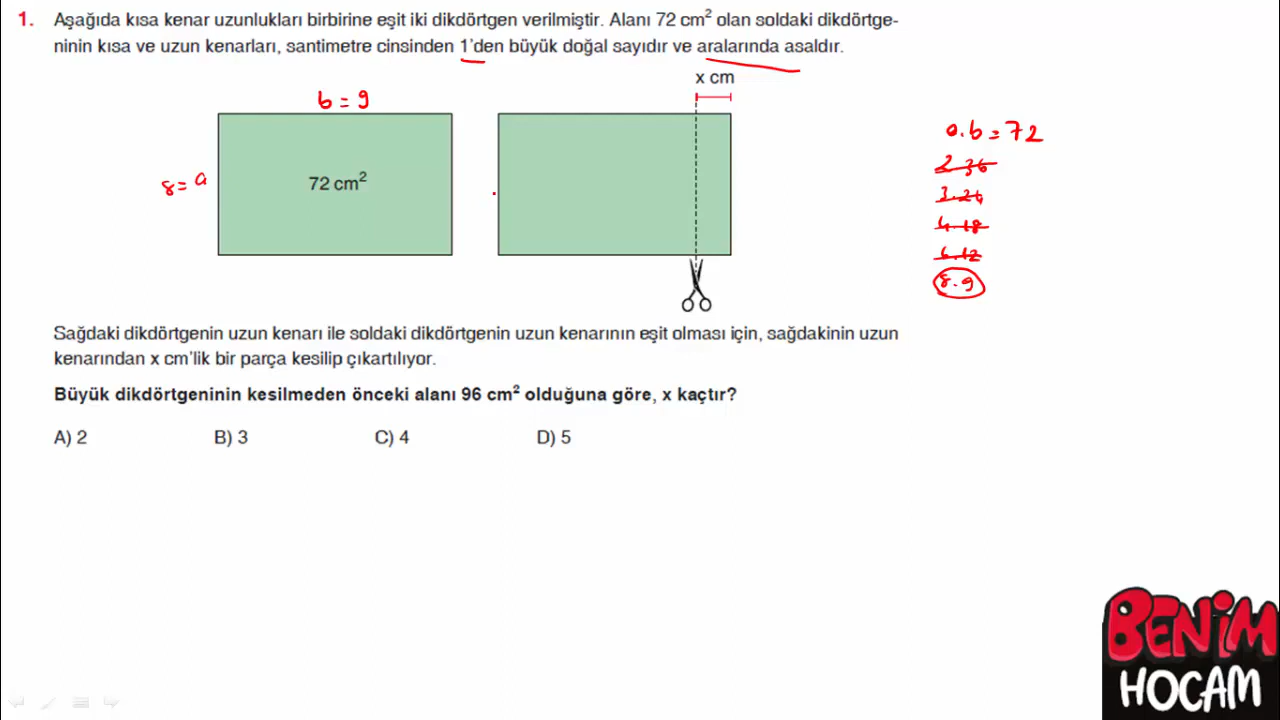 1. Aşağıda kısa kenar uzunlukları birbirine eşit iki dikdörtgen verilmiştir. Alanı 72 cm² olan soldaki dikdörtge-
ninin kısa ve uzun kenarları, santimetre cinsinden 1'den büyük doğal sayıdır ve aralarında asaldır.
x cm
b = 9
8 = a
72 cm²
a.b = 72
2.36
3.24
4.18
6.12
8.9
Sağdaki dikdörtgenin uzun kenarı ile soldaki dikdörtgenin uzun kenarının eşit olması için, sağdakinin uzun
kenarından x cm'lik bir parça kesilip çıkartılıyor.
Büyük dikdörtgeninin kesilmeden önceki alanı 96 cm² olduğuna göre, x kaçtır?
A) 2 B) 3 C) 4 D) 5
BENİM
HOCAM